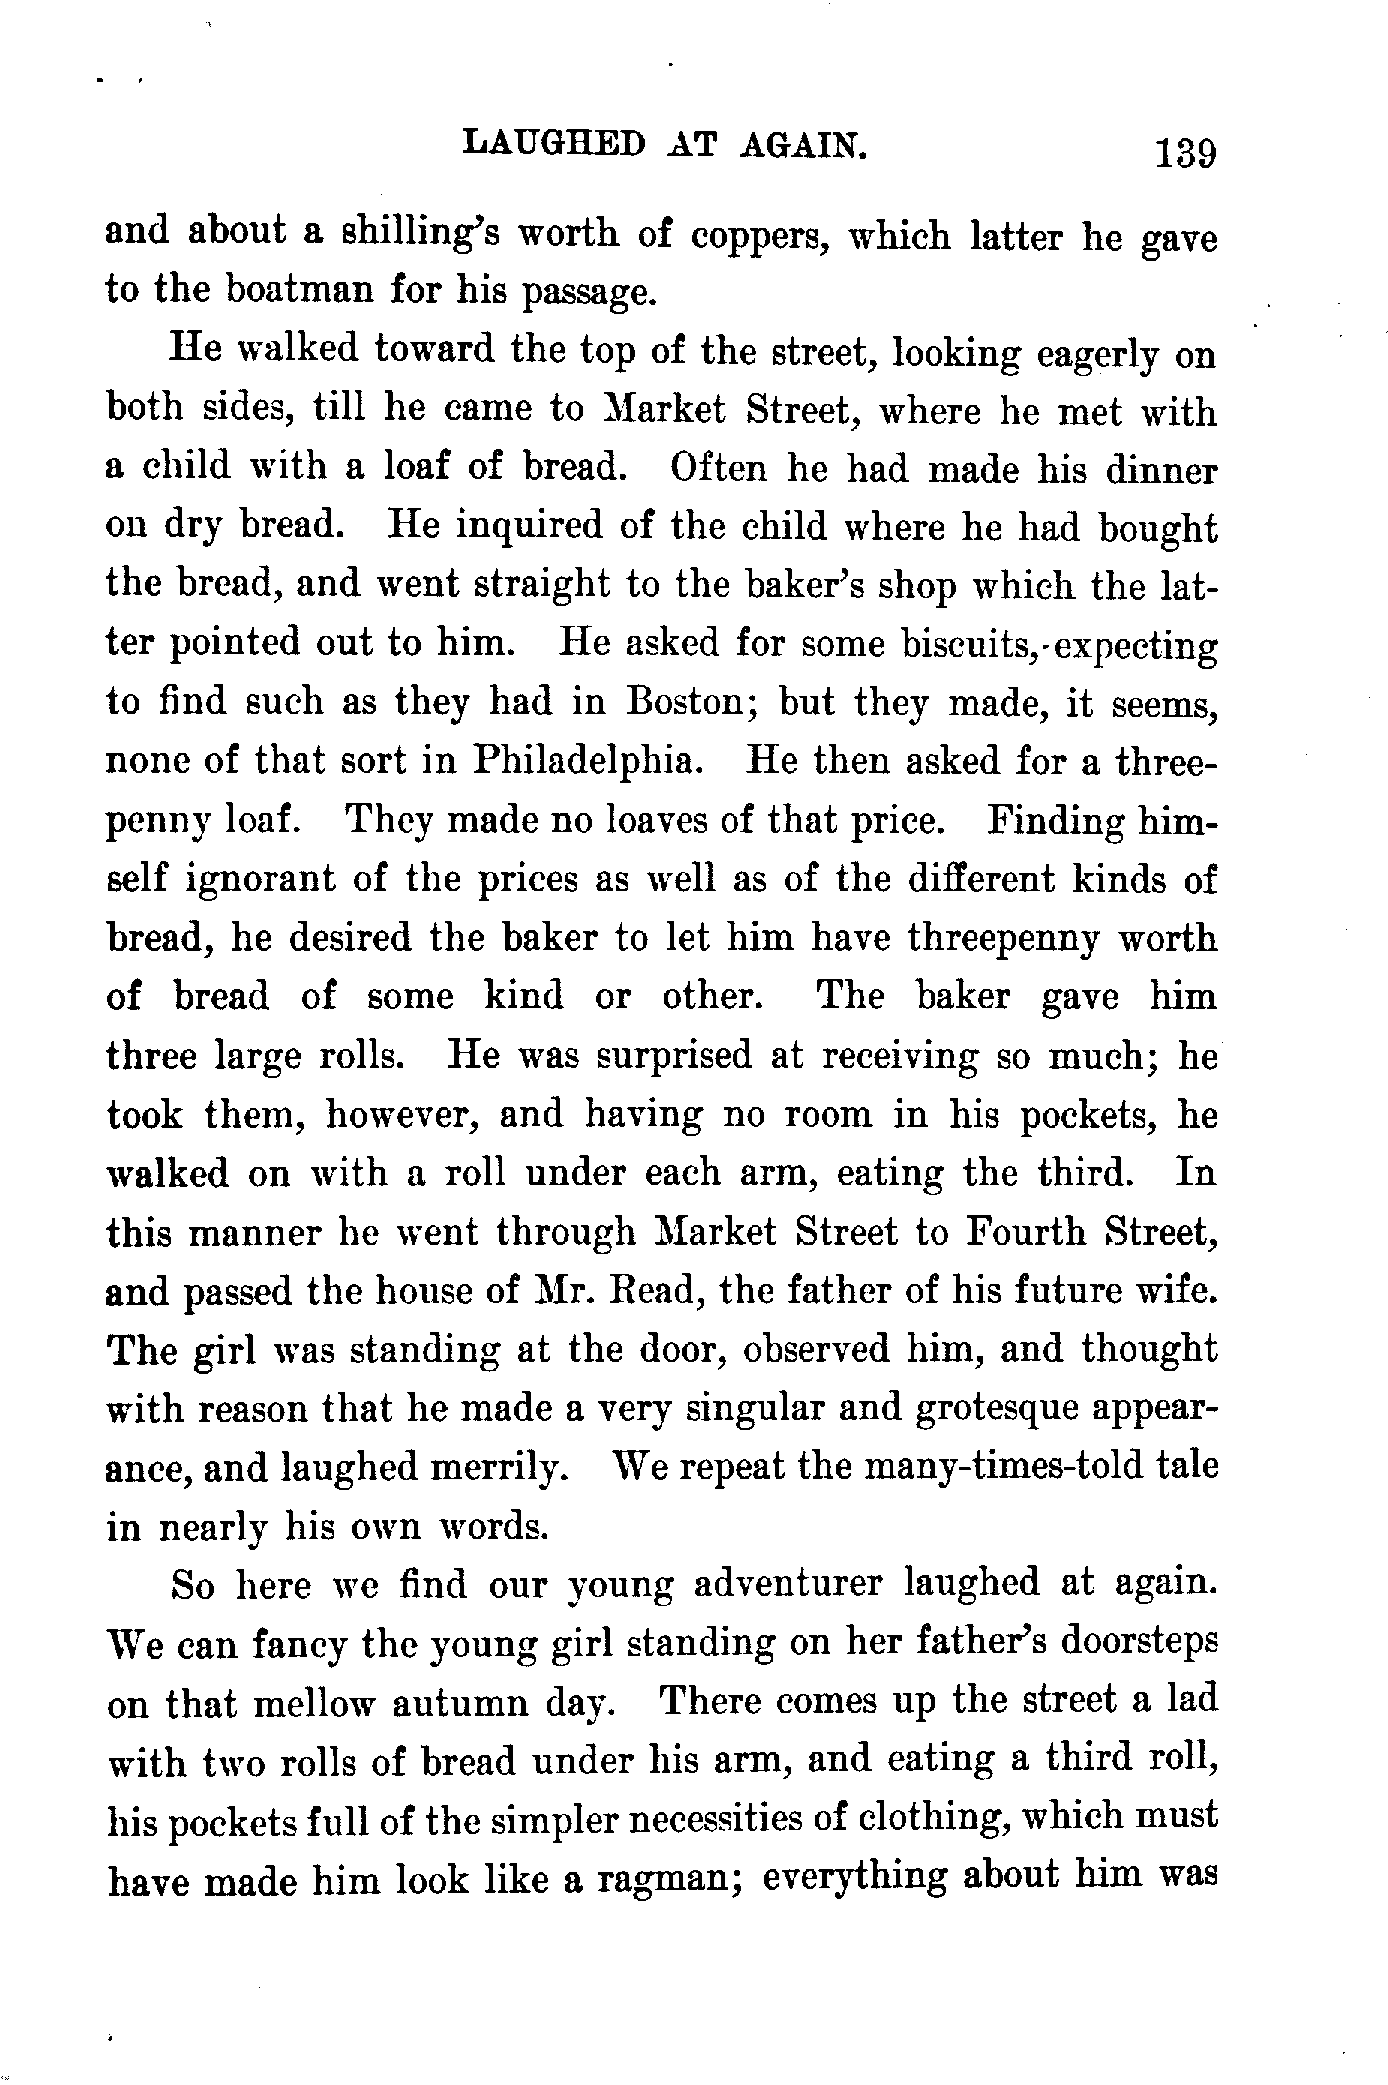 LAUGHED AT AGAIN. 139
and about a shilling's worth of coppers, which latter he gave
to the boatman for his passage.
He walked toward the top of the street, looking eagerly on
both sides, till he came to Market Street, where he met with
a child with a loaf of bread. Often he had made his dinner
on dry bread. He inquired of the child where he had bought
the bread, and went straight to the baker's shop which the lat-
ter pointed out to him. He asked for some biscuits, expecting
to find such as they had in Boston; but they made, it seems,
none of that sort in Philadelphia. He then asked for a three-
penny loaf. They made no loaves of that price. Finding him-
self ignorant of the prices as well as of the different kinds of
bread, he desired the baker to let him have threepenny worth
of bread of some kind or other. The baker gave him
three large rolls. He was surprised at receiving so much; he
took them, however, and having no room in his pockets, he
walked on with a roll under each arm, eating the third. In
this manner he went through Market Street to Fourth Street,
and passed the house of Mr. Read, the father of his future wife.
The girl was standing at the door, observed him, and thought
with reason that he made a very singular and grotesque appear-
ance, and laughed merrily. We repeat the many-times-told tale
in nearly his own words.
So here we find our young adventurer laughed at again.
We can fancy the young girl standing on her father's doorsteps
on that mellow autumn day. There comes up the street a lad
with two rolls of bread under his arm, and eating a third roll,
his pockets full of the simpler necessities of clothing, which must
have made him look like a ragman; everything about him was